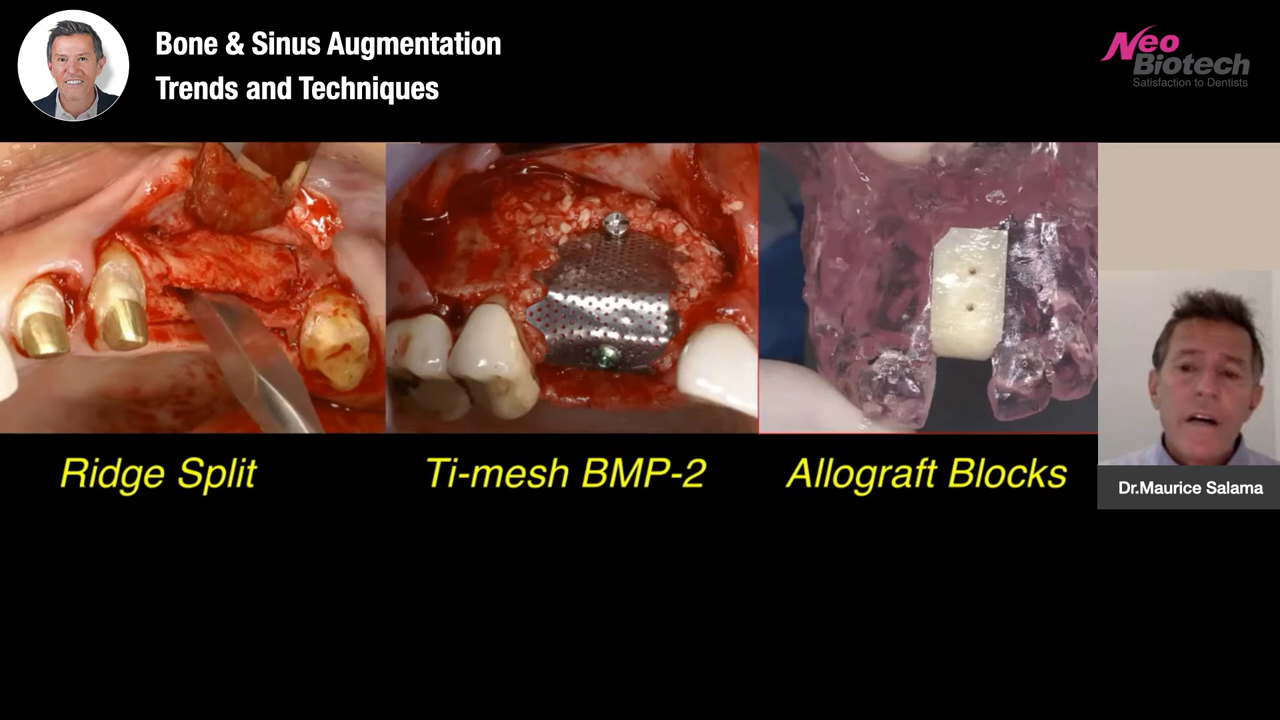 Bone & Sinus Augmentation
Trends and Techniques
Neo
Biotech
Satisfaction to Dentists
Ridge Split
Ti-mesh BMP-2
Allograft Blocks
Dr.Maurice Salama